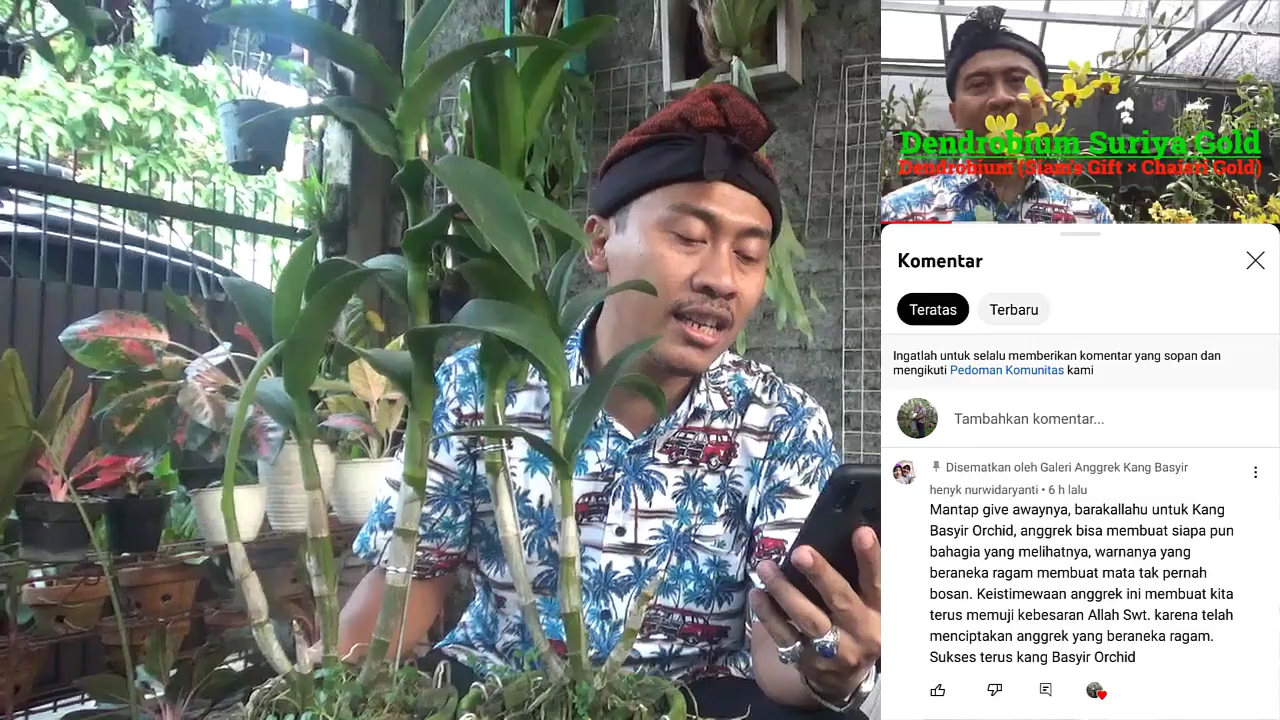 Dendrobium Suriya Gold
Dendrobium (Siam's Gift × Chaisri Gold)
Komentar
Teratas
Terbaru
Ingatlah untuk selalu memberikan komentar yang sopan dan
mengikuti Pedoman Komunitas kami
Tambahkan komentar...
Disematkan oleh Galeri Anggrek Kang Basyir
henyk nurwidaryanti • 6 h lalu
Mantap give awaynya, barakallahu untuk Kang
Basyir Orchid, anggrek bisa membuat siapa pun
bahagia yang melihatnya, warnanya yang
beraneka ragam membuat mata tak pernah
bosan. Keistimewaan anggrek ini membuat kita
terus memuji kebesaran Allah Swt. karena telah
menciptakan anggrek yang beraneka ragam.
Sukses terus kang Basyir Orchid